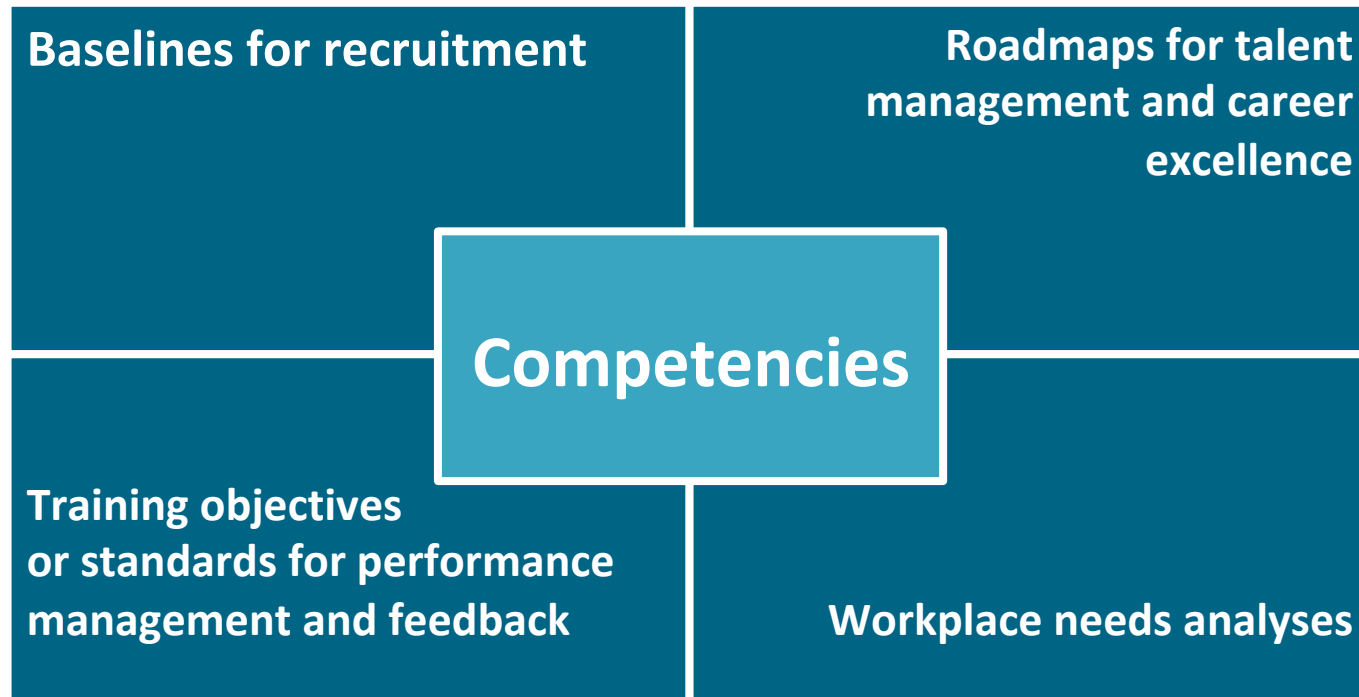 Baselines for recruitment
Roadmaps for talent
management and career
excellence
Competencies
Training objectives
or standards for performance
management and feedback
Workplace needs analyses